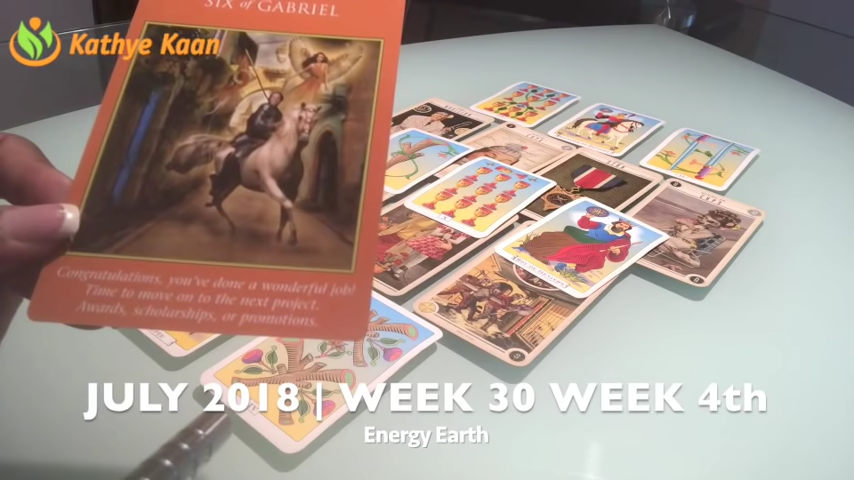 SIX of GABRIEL
Kathye Kaan
Congratulations, you've done a wonderful job!
Time to move on to the next project.
Awards, scholarships, or promotions.
JULY 2018 | WEEK 30 WEEK 4th
Energy Earth